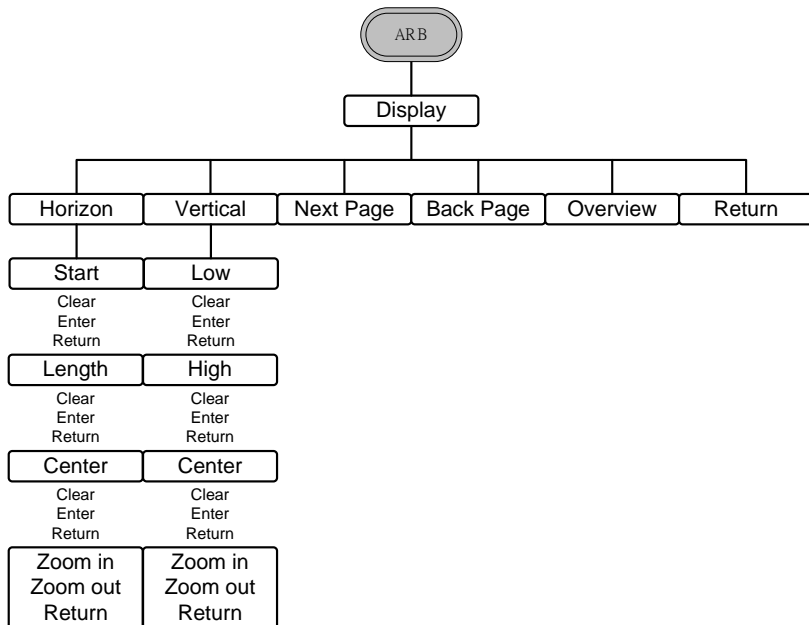 ARB
Display
Horizon Vertical Next Page Back Page Overview Return
Start Low
Clear Clear
Enter Enter
Return Return
Length High
Clear Clear
Enter Enter
Return Return
Center Center
Clear Clear
Enter Enter
Return Return
Zoom in Zoom in
Zoom out Zoom out
Return Return